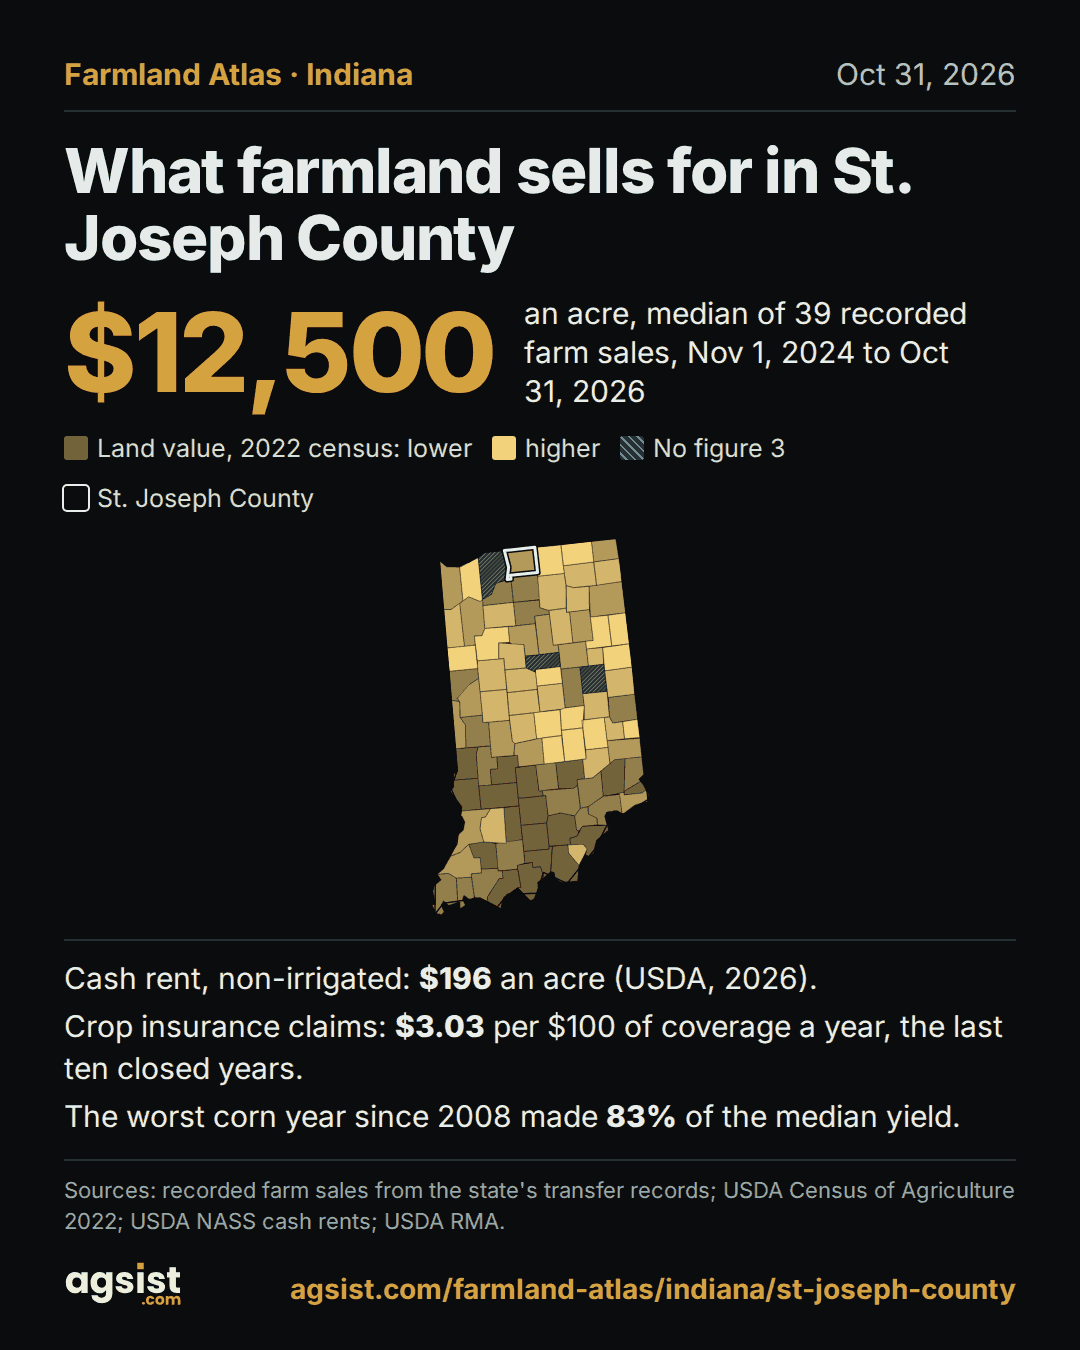 Farmland Atlas · Indiana
Oct 31, 2026
What farmland sells for in St.
Joseph County
$12,500
an acre, median of 39 recorded
farm sales, Nov 1, 2024 to Oct
31, 2026
Land value, 2022 census: lower
higher
No figure 3
St. Joseph County
Cash rent, non-irrigated: $196 an acre (USDA, 2026).
Crop insurance claims: $3.03 per $100 of coverage a year, the last
ten closed years.
The worst corn year since 2008 made 83% of the median yield.
Sources: recorded farm sales from the state's transfer records; USDA Census of Agriculture
2022; USDA NASS cash rents; USDA RMA.
agsist
.com
agsist.com/farmland-atlas/indiana/st-joseph-county